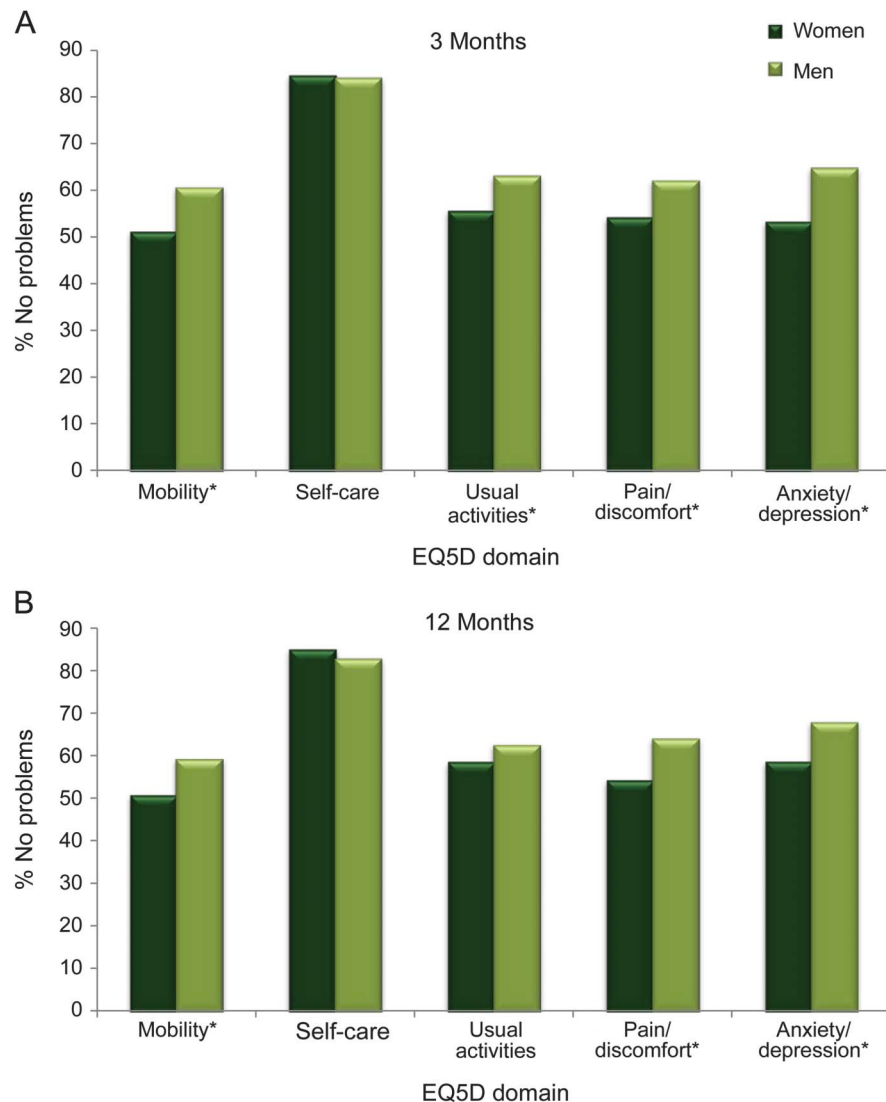 A
3 Months
Women
Men
% No problems
90
80
70
60
50
40
30
20
10
0
Mobility*
Self-care
Usual
activities*
Pain/
discomfort*
Anxiety/
depression*
EQ5D domain
B
12 Months
% No problems
90
80
70
60
50
40
30
20
10
0
Mobility*
Self-care
Usual
activities
Pain/
discomfort*
Anxiety/
depression*
EQ5D domain